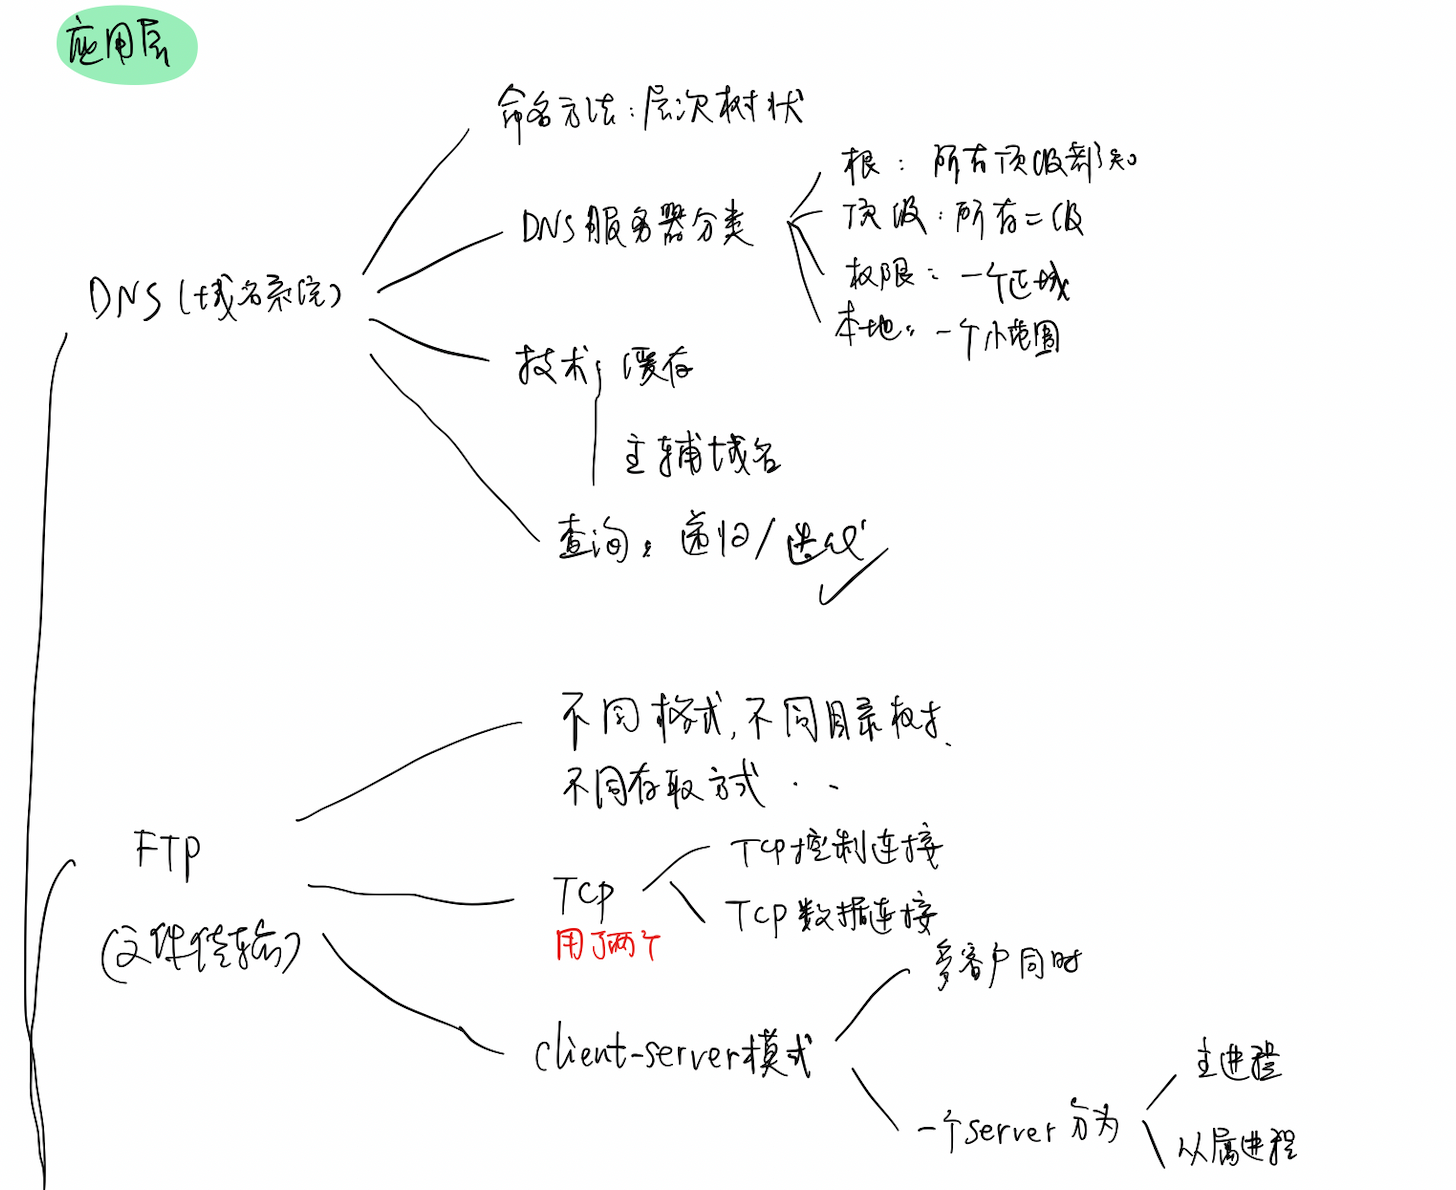 应用层
命名方法：层次树状
根：所有顶级都知
DNS服务器分类
顶级：所有二级
权限：一个区域
DNS（域名系统）
本地：一个小范围
技术：缓存
主辅域名
查询：递归/迭代
不同格式,不同目录树.
不同存取方式...
FTP
(文件传输)
TCP
用了两个
TCP控制连接
TCP数据连接
client-server模式
多客户同时
一个server分为
主进程
从属进程